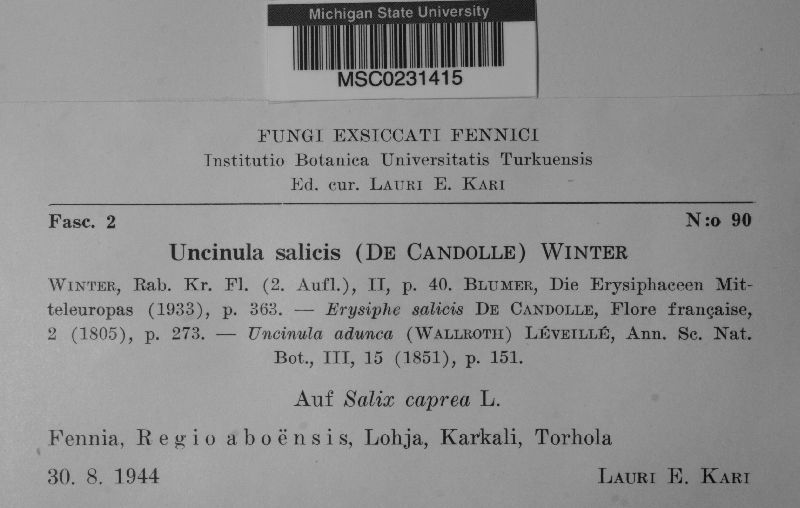 Michigan State University
MSC0231415
FUNGI EXSICCATI FENNICI
Institutio Botanica Universitatis Turkuensis
Ed. cur. LAURI E. KARI
Fasc. 2 N:o 90
Uncinula salicis (DE CANDOLLE) WINTER
WINTER, Rab. Kr. Fl. (2. Aufl.), II, p. 40. BLUMER, Die Erysiphaceen Mit-
teleuropas (1933), p. 363. — Erysiphe salicis DE CANDOLLE, Flore française,
2 (1805), p. 273. — Uncinula adunca (WALLROTH) LÉVEILLÉ, Ann. Sc. Nat.
Bot., III, 15 (1851), p. 151.
Auf Salix caprea L.
Fennia, Regio aboënsis, Lohja, Karkali, Torhola
30. 8. 1944 LAURI E. KARI